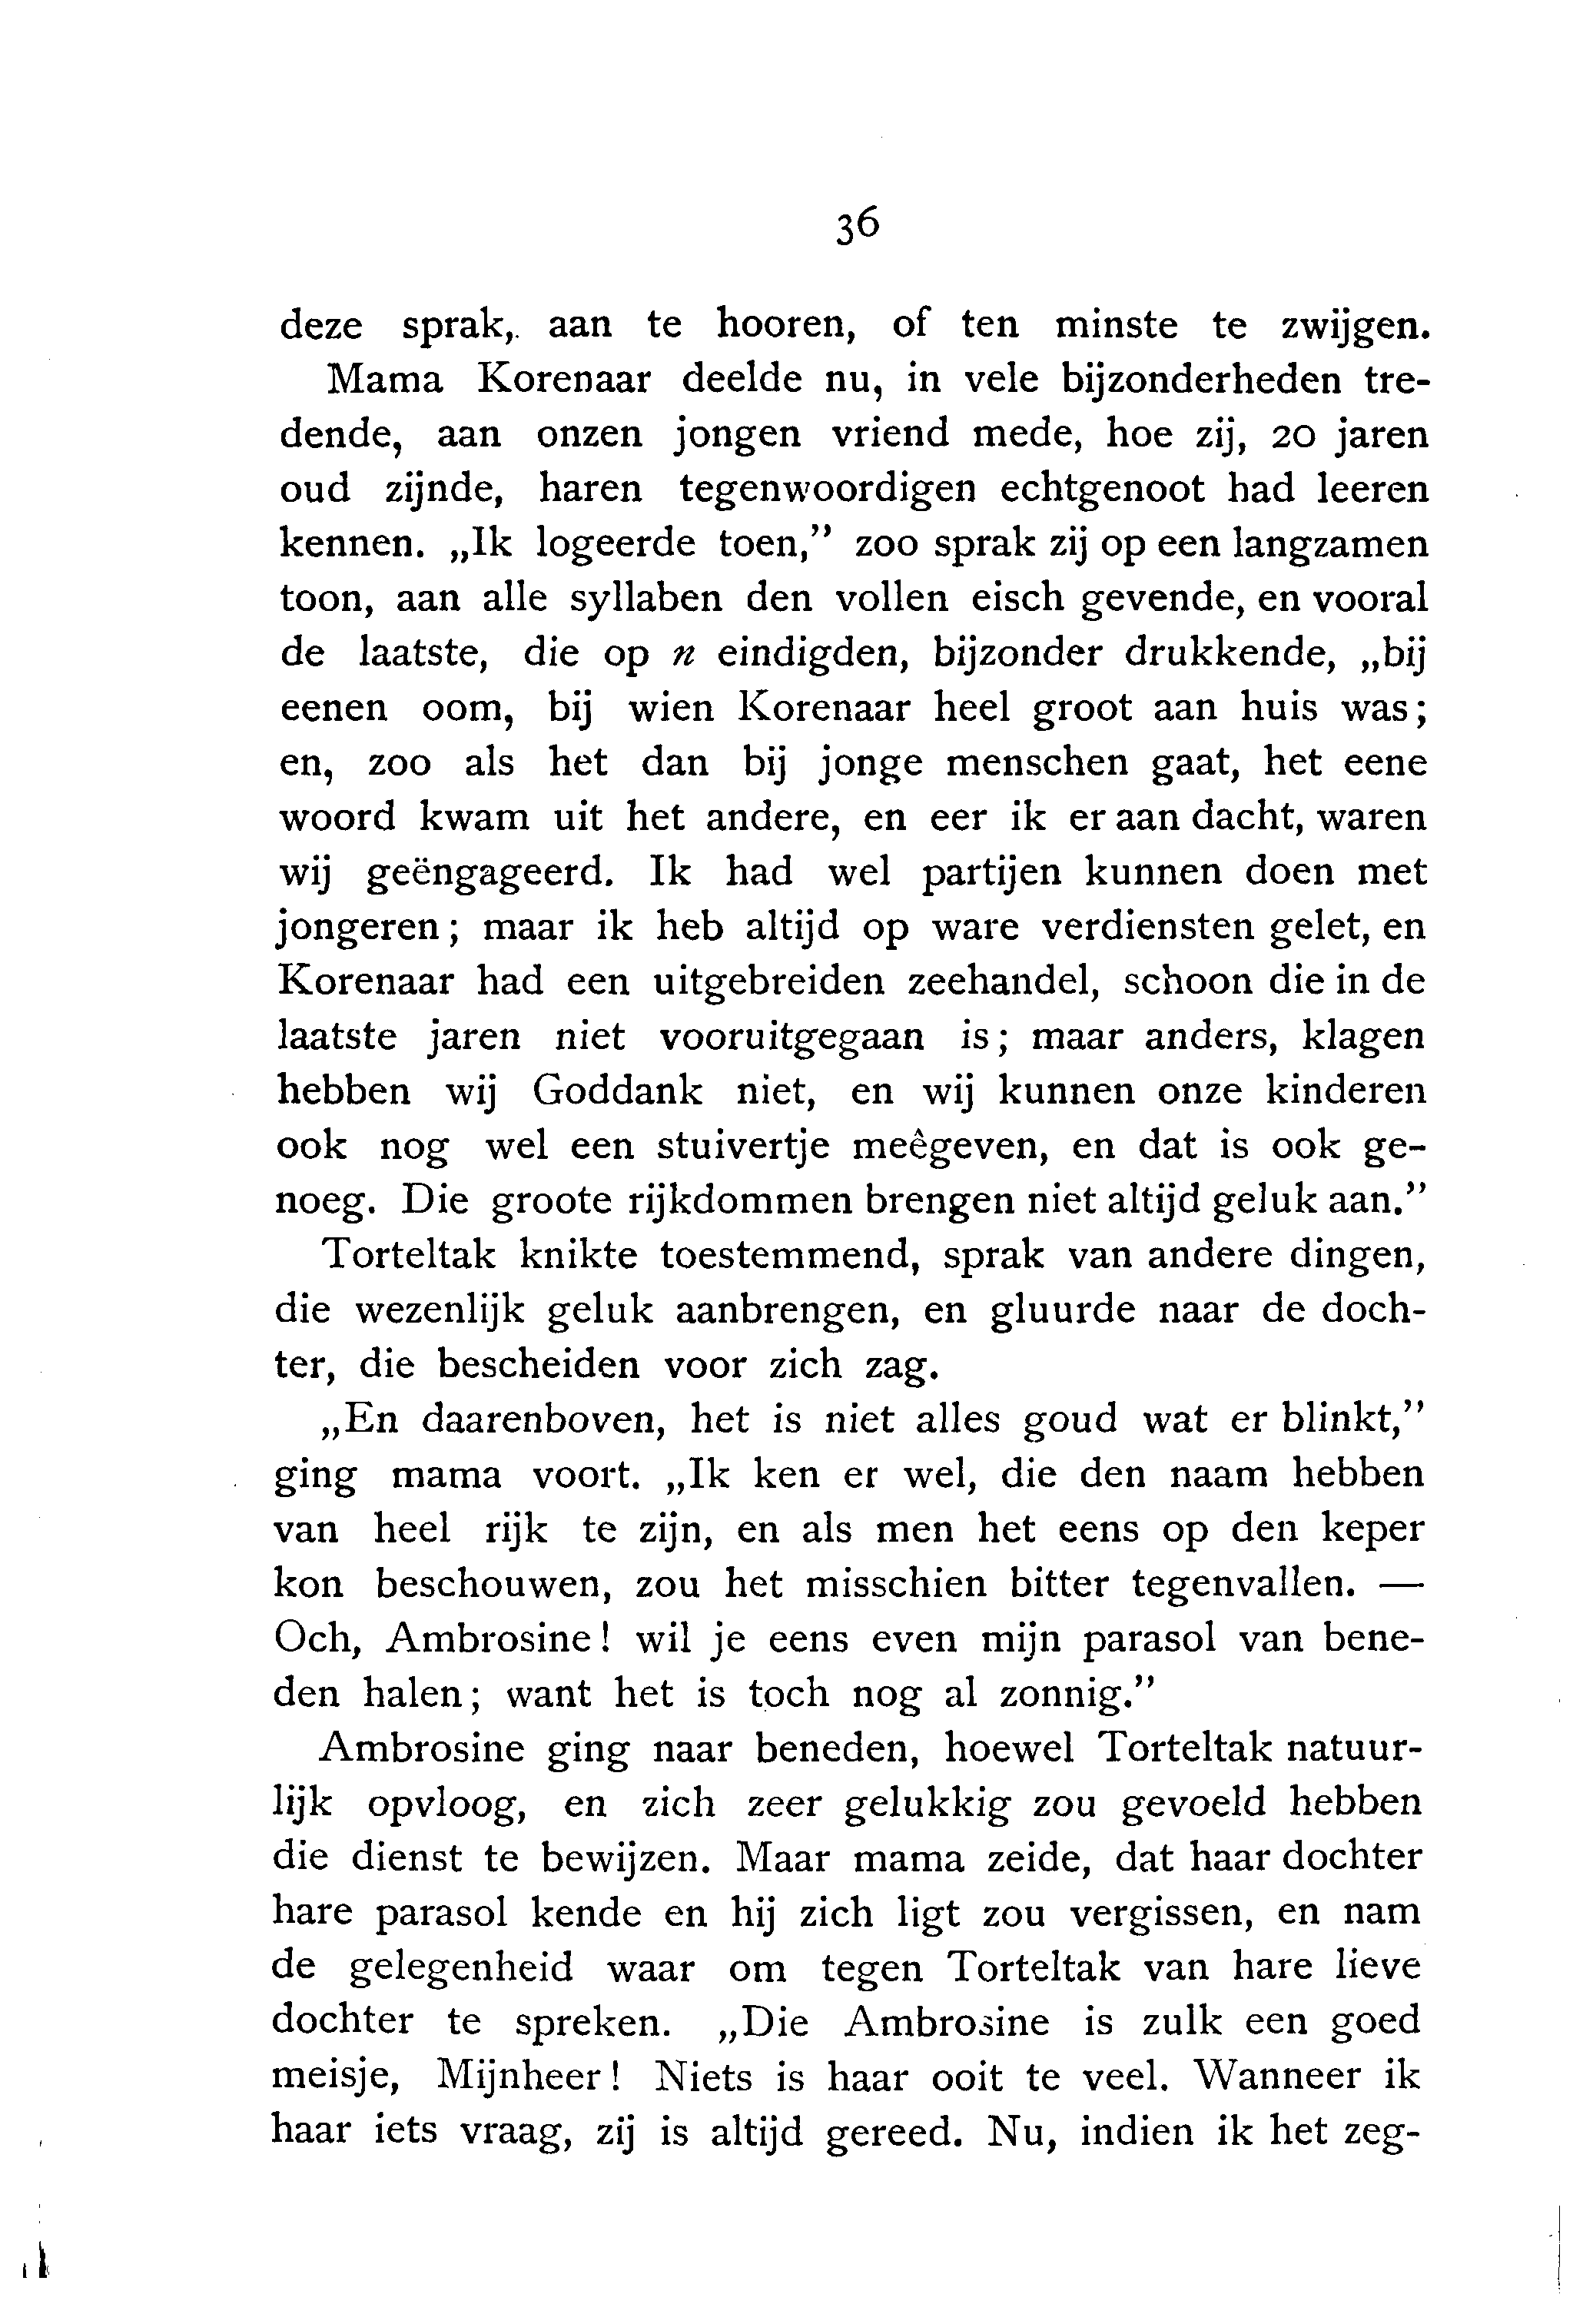 36
deze sprak, aan te hooren, of ten minste te zwijgen.
Mama Korenaar deelde nu, in vele bijzonderheden tre-
dende, aan onzen jongen vriend mede, hoe zij, 20 jaren
oud zijnde, haren tegenwoordigen echtgenoot had leeren
kennen. „Ik logeerde toen,” zoo sprak zij op een langzamen
toon, aan alle syllaben den vollen eisch gevende, en vooral
de laatste, die op n eindigden, bijzonder drukkende, „bij
eenen oom, bij wien Korenaar heel groot aan huis was;
en, zoo als het dan bij jonge menschen gaat, het eene
woord kwam uit het andere, en eer ik er aan dacht, waren
wij geëngageerd. Ik had wel partijen kunnen doen met
jongeren; maar ik heb altijd op ware verdiensten gelet, en
Korenaar had een uitgebreiden zeehandel, schoon die in de
laatste jaren niet vooruitgegaan is; maar anders, klagen
hebben wij Goddank niet, en wij kunnen onze kinderen
ook nog wel een stuivertje meêgeven, en dat is ook ge-
noeg. Die groote rijkdommen brengen niet altijd geluk aan.”
Torteltak knikte toestemmend, sprak van andere dingen,
die wezenlijk geluk aanbrengen, en gluurde naar de doch-
ter, die bescheiden voor zich zag.
„En daarenboven, het is niet alles goud wat er blinkt,”
ging mama voort. „Ik ken er wel, die den naam hebben
van heel rijk te zijn, en als men het eens op den keper
kon beschouwen, zou het misschien bitter tegenvallen. —
Och, Ambrosine! wil je eens even mijn parasol van bene-
den halen; want het is toch nog al zonnig.”
Ambrosine ging naar beneden, hoewel Torteltak natuur-
lijk opvloog, en zich zeer gelukkig zou gevoeld hebben
die dienst te bewijzen. Maar mama zeide, dat haar dochter
hare parasol kende en hij zich ligt zou vergissen, en nam
de gelegenheid waar om tegen Torteltak van hare lieve
dochter te spreken. „Die Ambrosine is zulk een goed
meisje, Mijnheer! Niets is haar ooit te veel. Wanneer ik
haar iets vraag, zij is altijd gereed. Nu, indien ik het zeg-